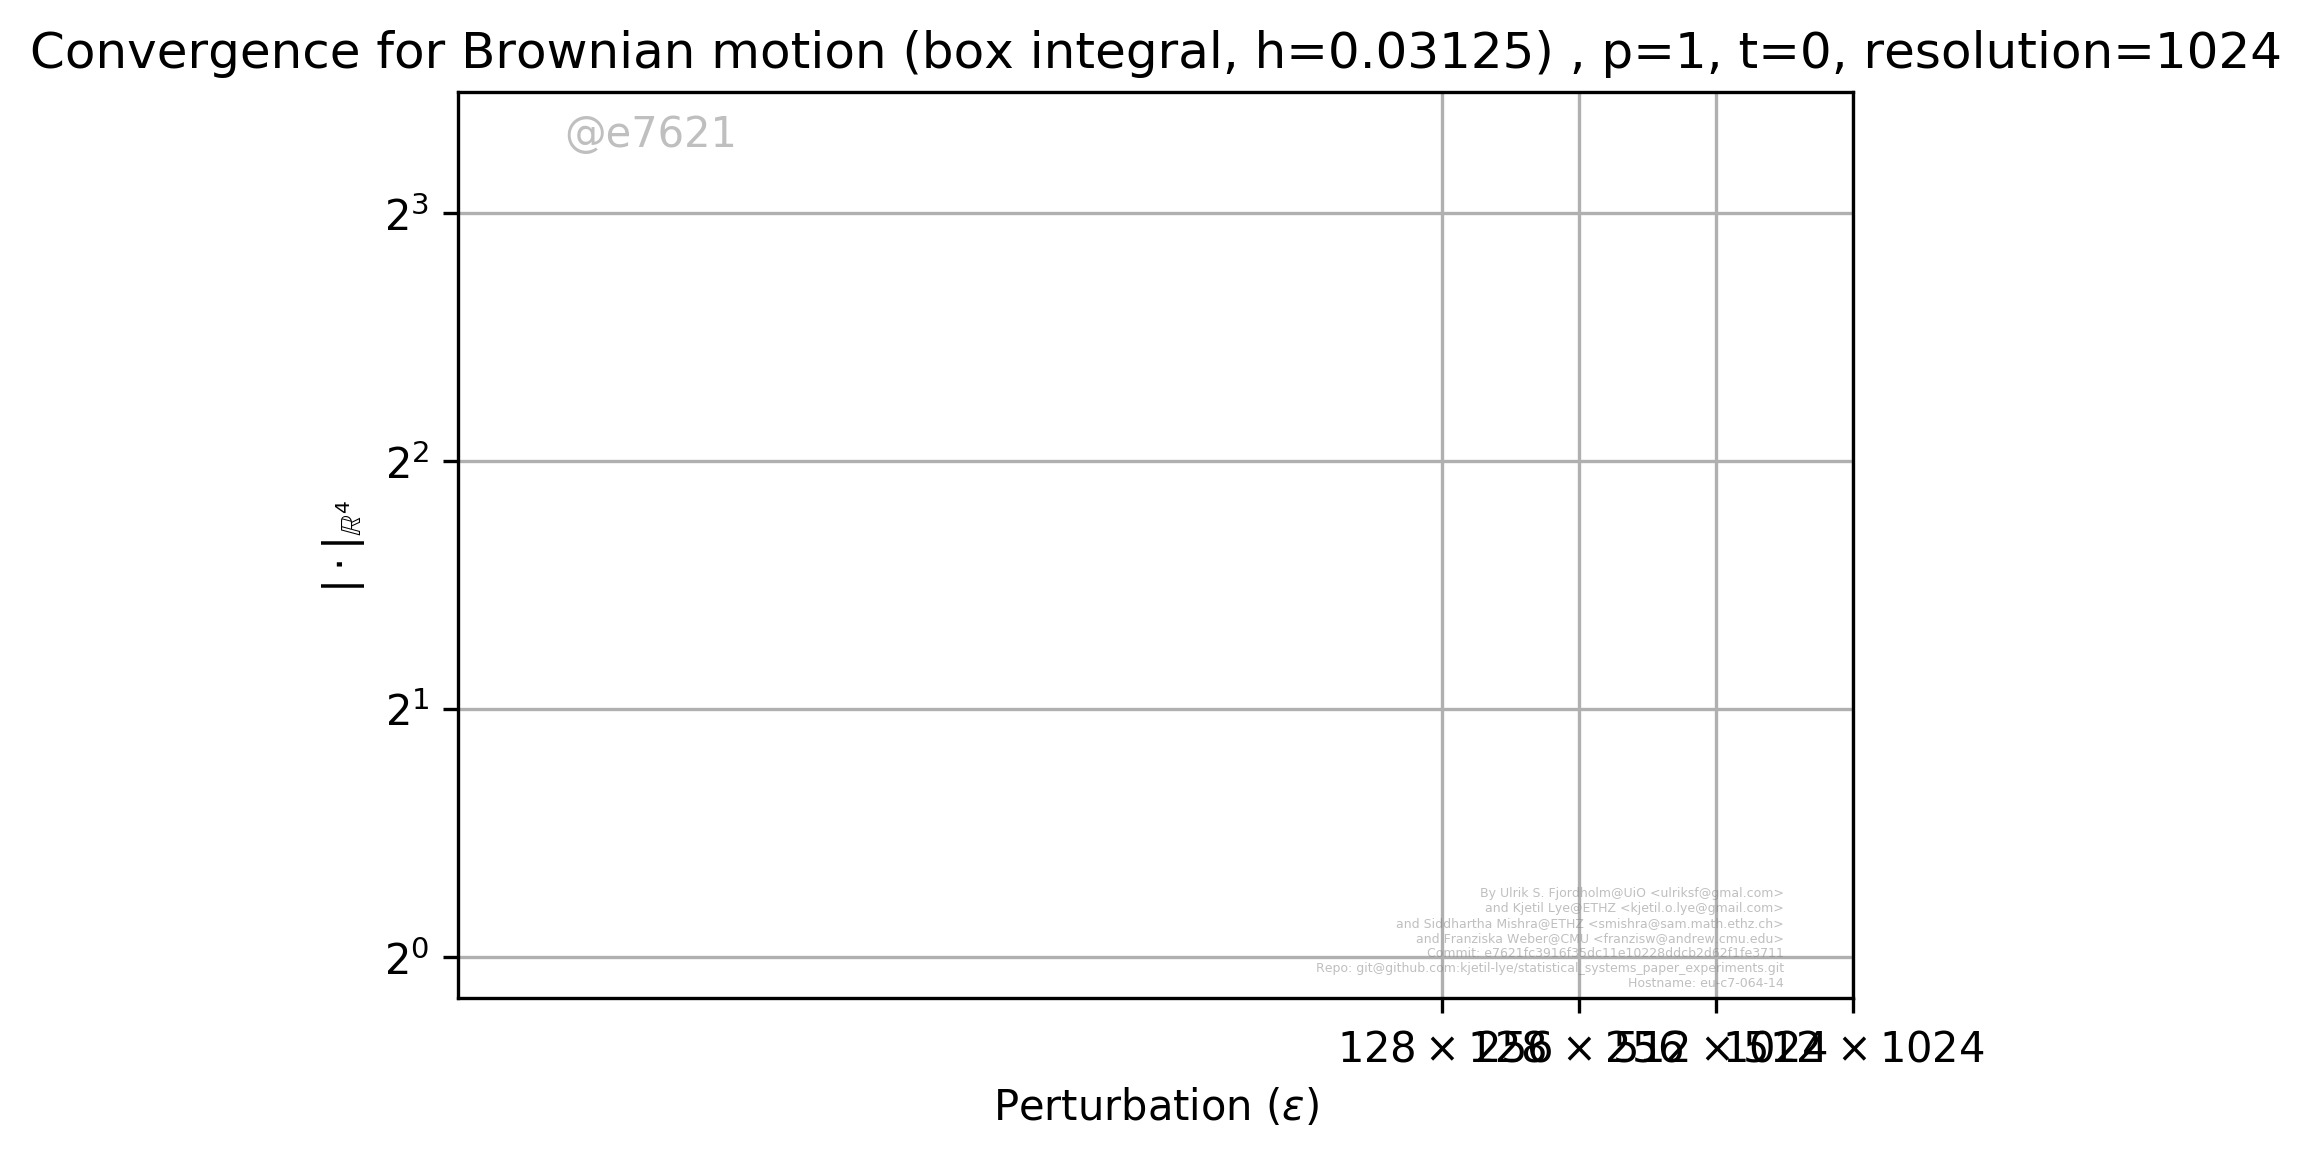 Convergence for Brownian motion (box integral, h=0.03125) , p=1, t=0, resolution=1024
@e7621
2³
2²
2¹
2⁰
|·|ℝ⁴
By Ulrik S. Fjordholm@UiO <ulriksf@gmal.com>
and Kjetil Lye@ETHZ <kjetil.o.lye@gmail.com>
and Siddhartha Mishra@ETHZ <smishra@sam.math.ethz.ch>
and Franziska Weber@CMU <franzisw@andrew.cmu.edu>
Commit: e7621fc3916f35dc11e10228ddcb2d62f1fe3711
Repo: git@github.com:kjetil-lye/statistical_systems_paper_experiments.git
Hostname: eu-c7-064-14
128 × 128 256 × 256 512 × 512 1024 × 1024
Perturbation (ε)